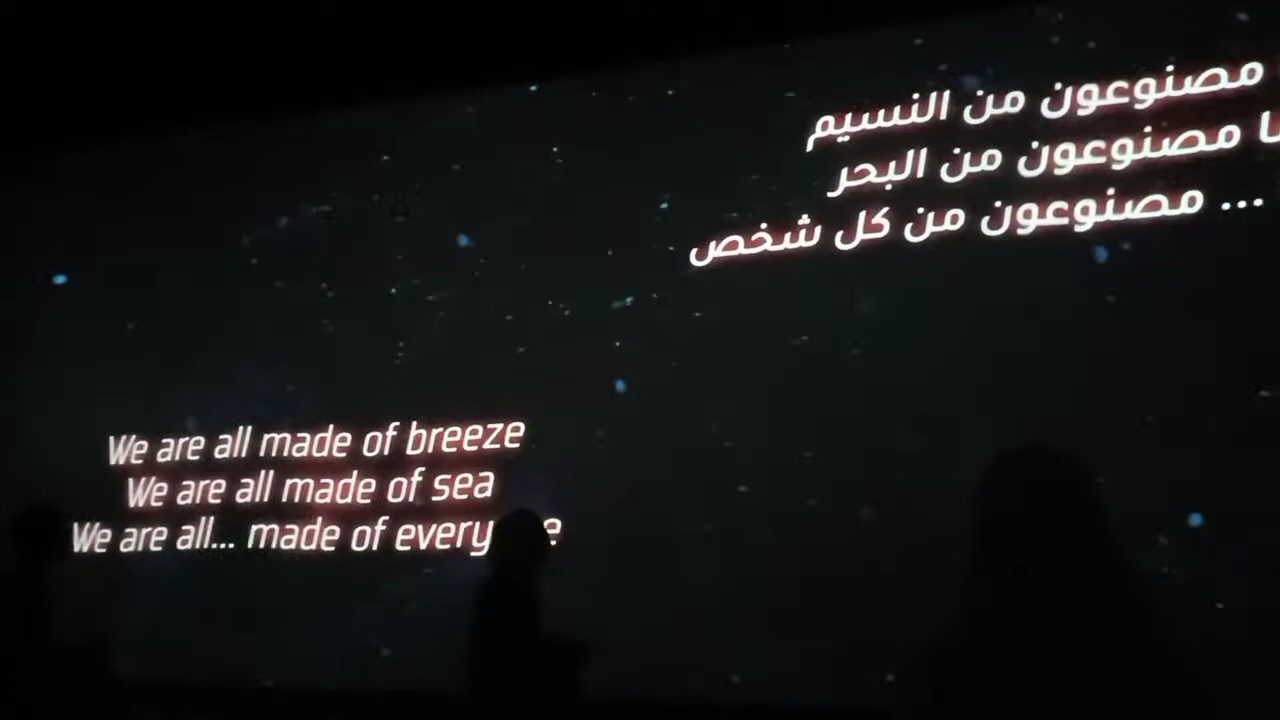 مصنوعون من النسيم
مصنوعون من البحر
... مصنوعون من كل شخص
We are all made of breeze
We are all made of sea
We are all... made of